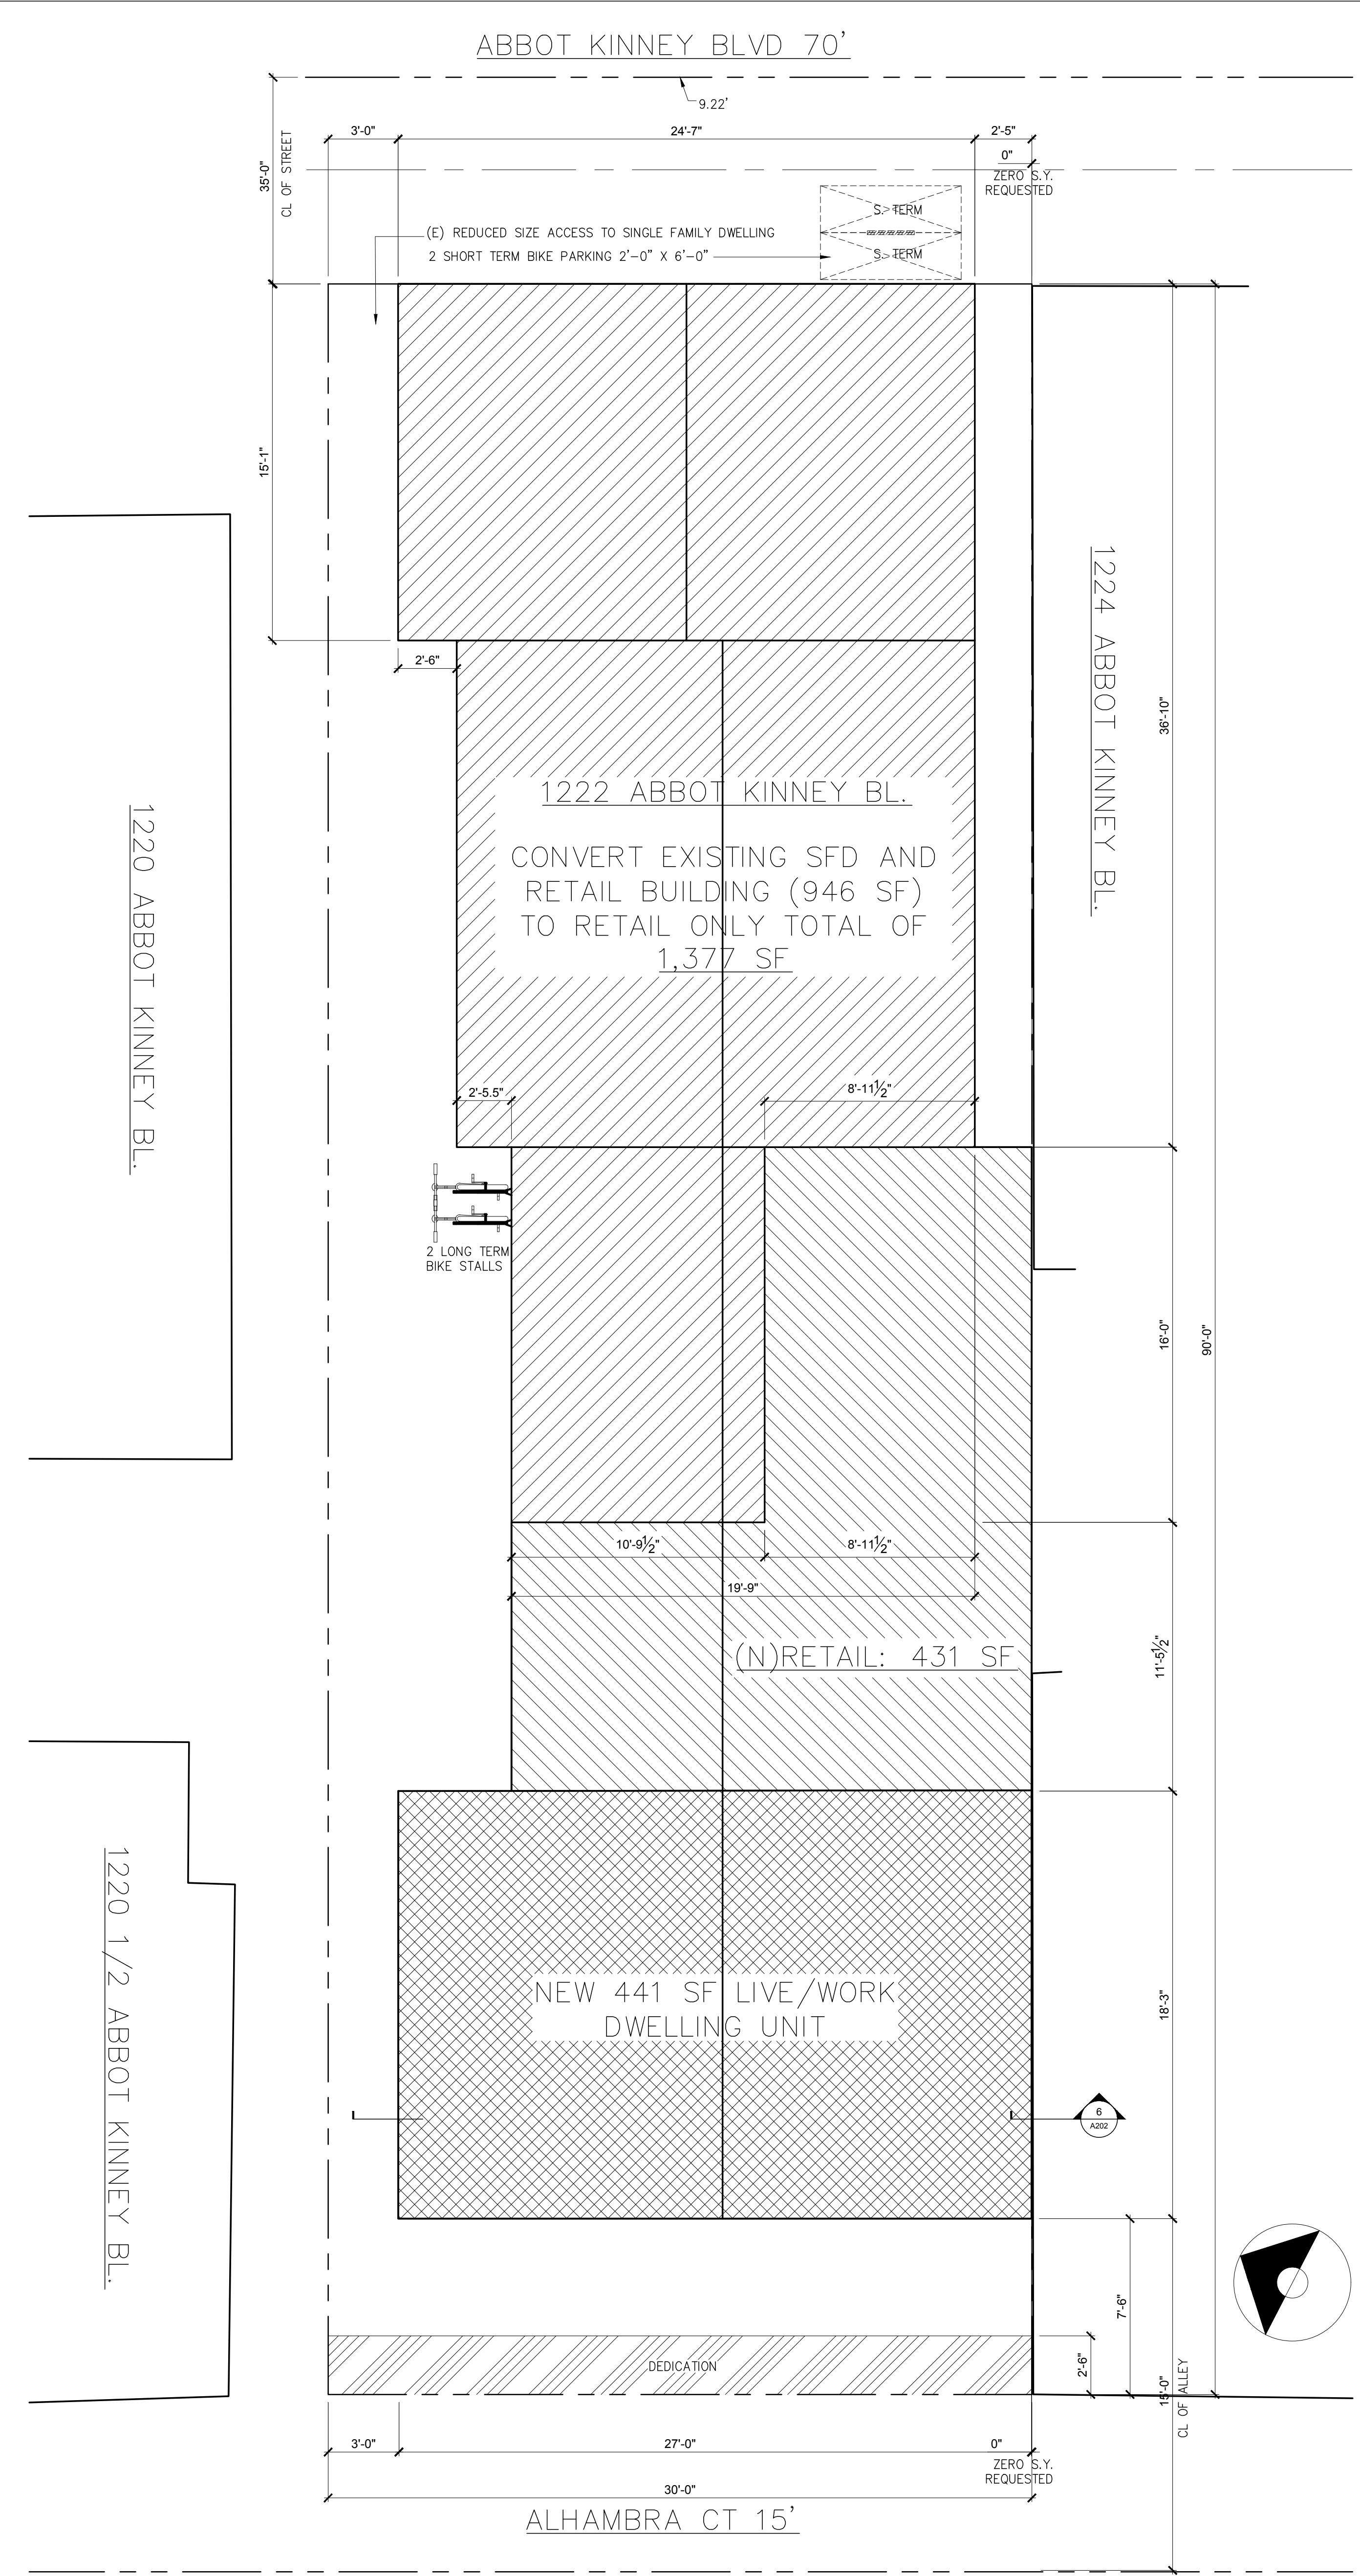 ABBOT KINNEY BLVD 70'
9.22'
3'-0"
24'-7"
2'-5"
0"
ZERO S.Y.
REQUESTED
35'-0"
CL OF STREET
S. TERM
S. TERM
(E) REDUCED SIZE ACCESS TO SINGLE FAMILY DWELLING
2 SHORT TERM BIKE PARKING 2'-0" X 6'-0"
15'-1"
2'-6"
1224 ABBOT KINNEY BL.
36'-10"
1222 ABBOT KINNEY BL.
CONVERT EXISTING SFD AND
RETAIL BUILDING (946 SF)
TO RETAIL ONLY TOTAL OF
1,377 SF
1220 ABBOT KINNEY BL.
2'-5.5"
8'-11½"
2 LONG TERM
BIKE STALLS
16'-0"
90'-0"
10'-9½"
8'-11½"
19'-9"
(N)RETAIL: 431 SF
11'-5½"
NEW 441 SF LIVE/WORK
DWELLING UNIT
18'-3"
1220 1/2 ABBOT KINNEY BL.
6
A202
7'-6"
2'-6"
DEDICATION
15'-0"
CL OF ALLEY
3'-0"
27'-0"
0"
ZERO S.Y.
REQUESTED
30'-0"
ALHAMBRA CT 15'